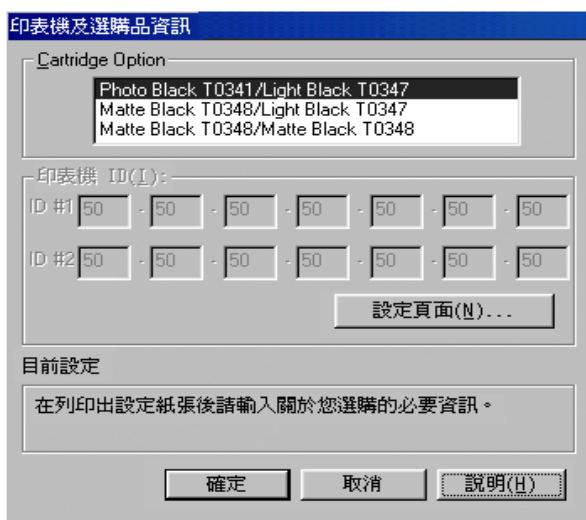 印表機及選購品資訊
Cartridge Option
Photo Black T0341/Light Black T0347
Matte Black T0348/Light Black T0347
Matte Black T0348/Matte Black T0348
印表機 ID(I):
ID #1 50 - 50 - 50 - 50 - 50 - 50 - 50
ID #2 50 - 50 - 50 - 50 - 50 - 50 - 50
設定頁面(N)...
目前設定
在列印出設定紙張後請輸入關於您選購的必要資訊。
確定 取消 説明(H)